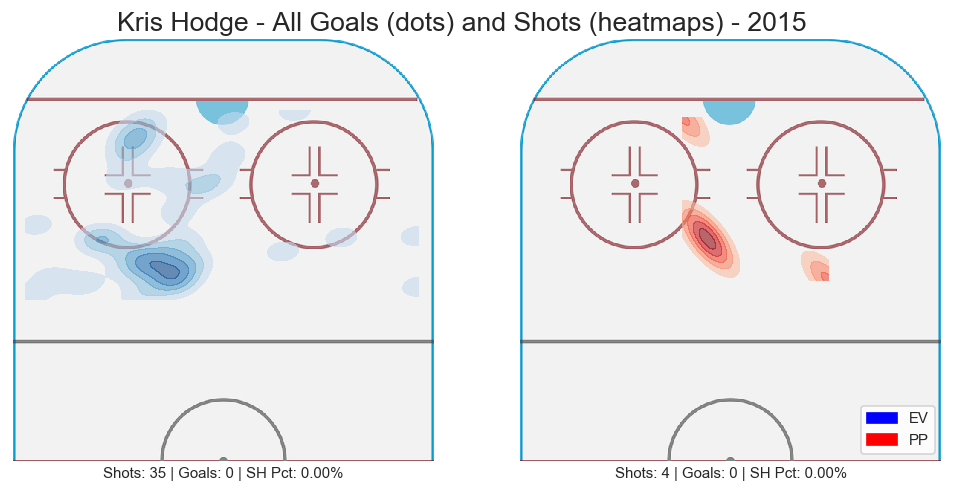 Kris Hodge - All Goals (dots) and Shots (heatmaps) - 2015
EV
PP
Shots: 35 | Goals: 0 | SH Pct: 0.00%
Shots: 4 | Goals: 0 | SH Pct: 0.00%